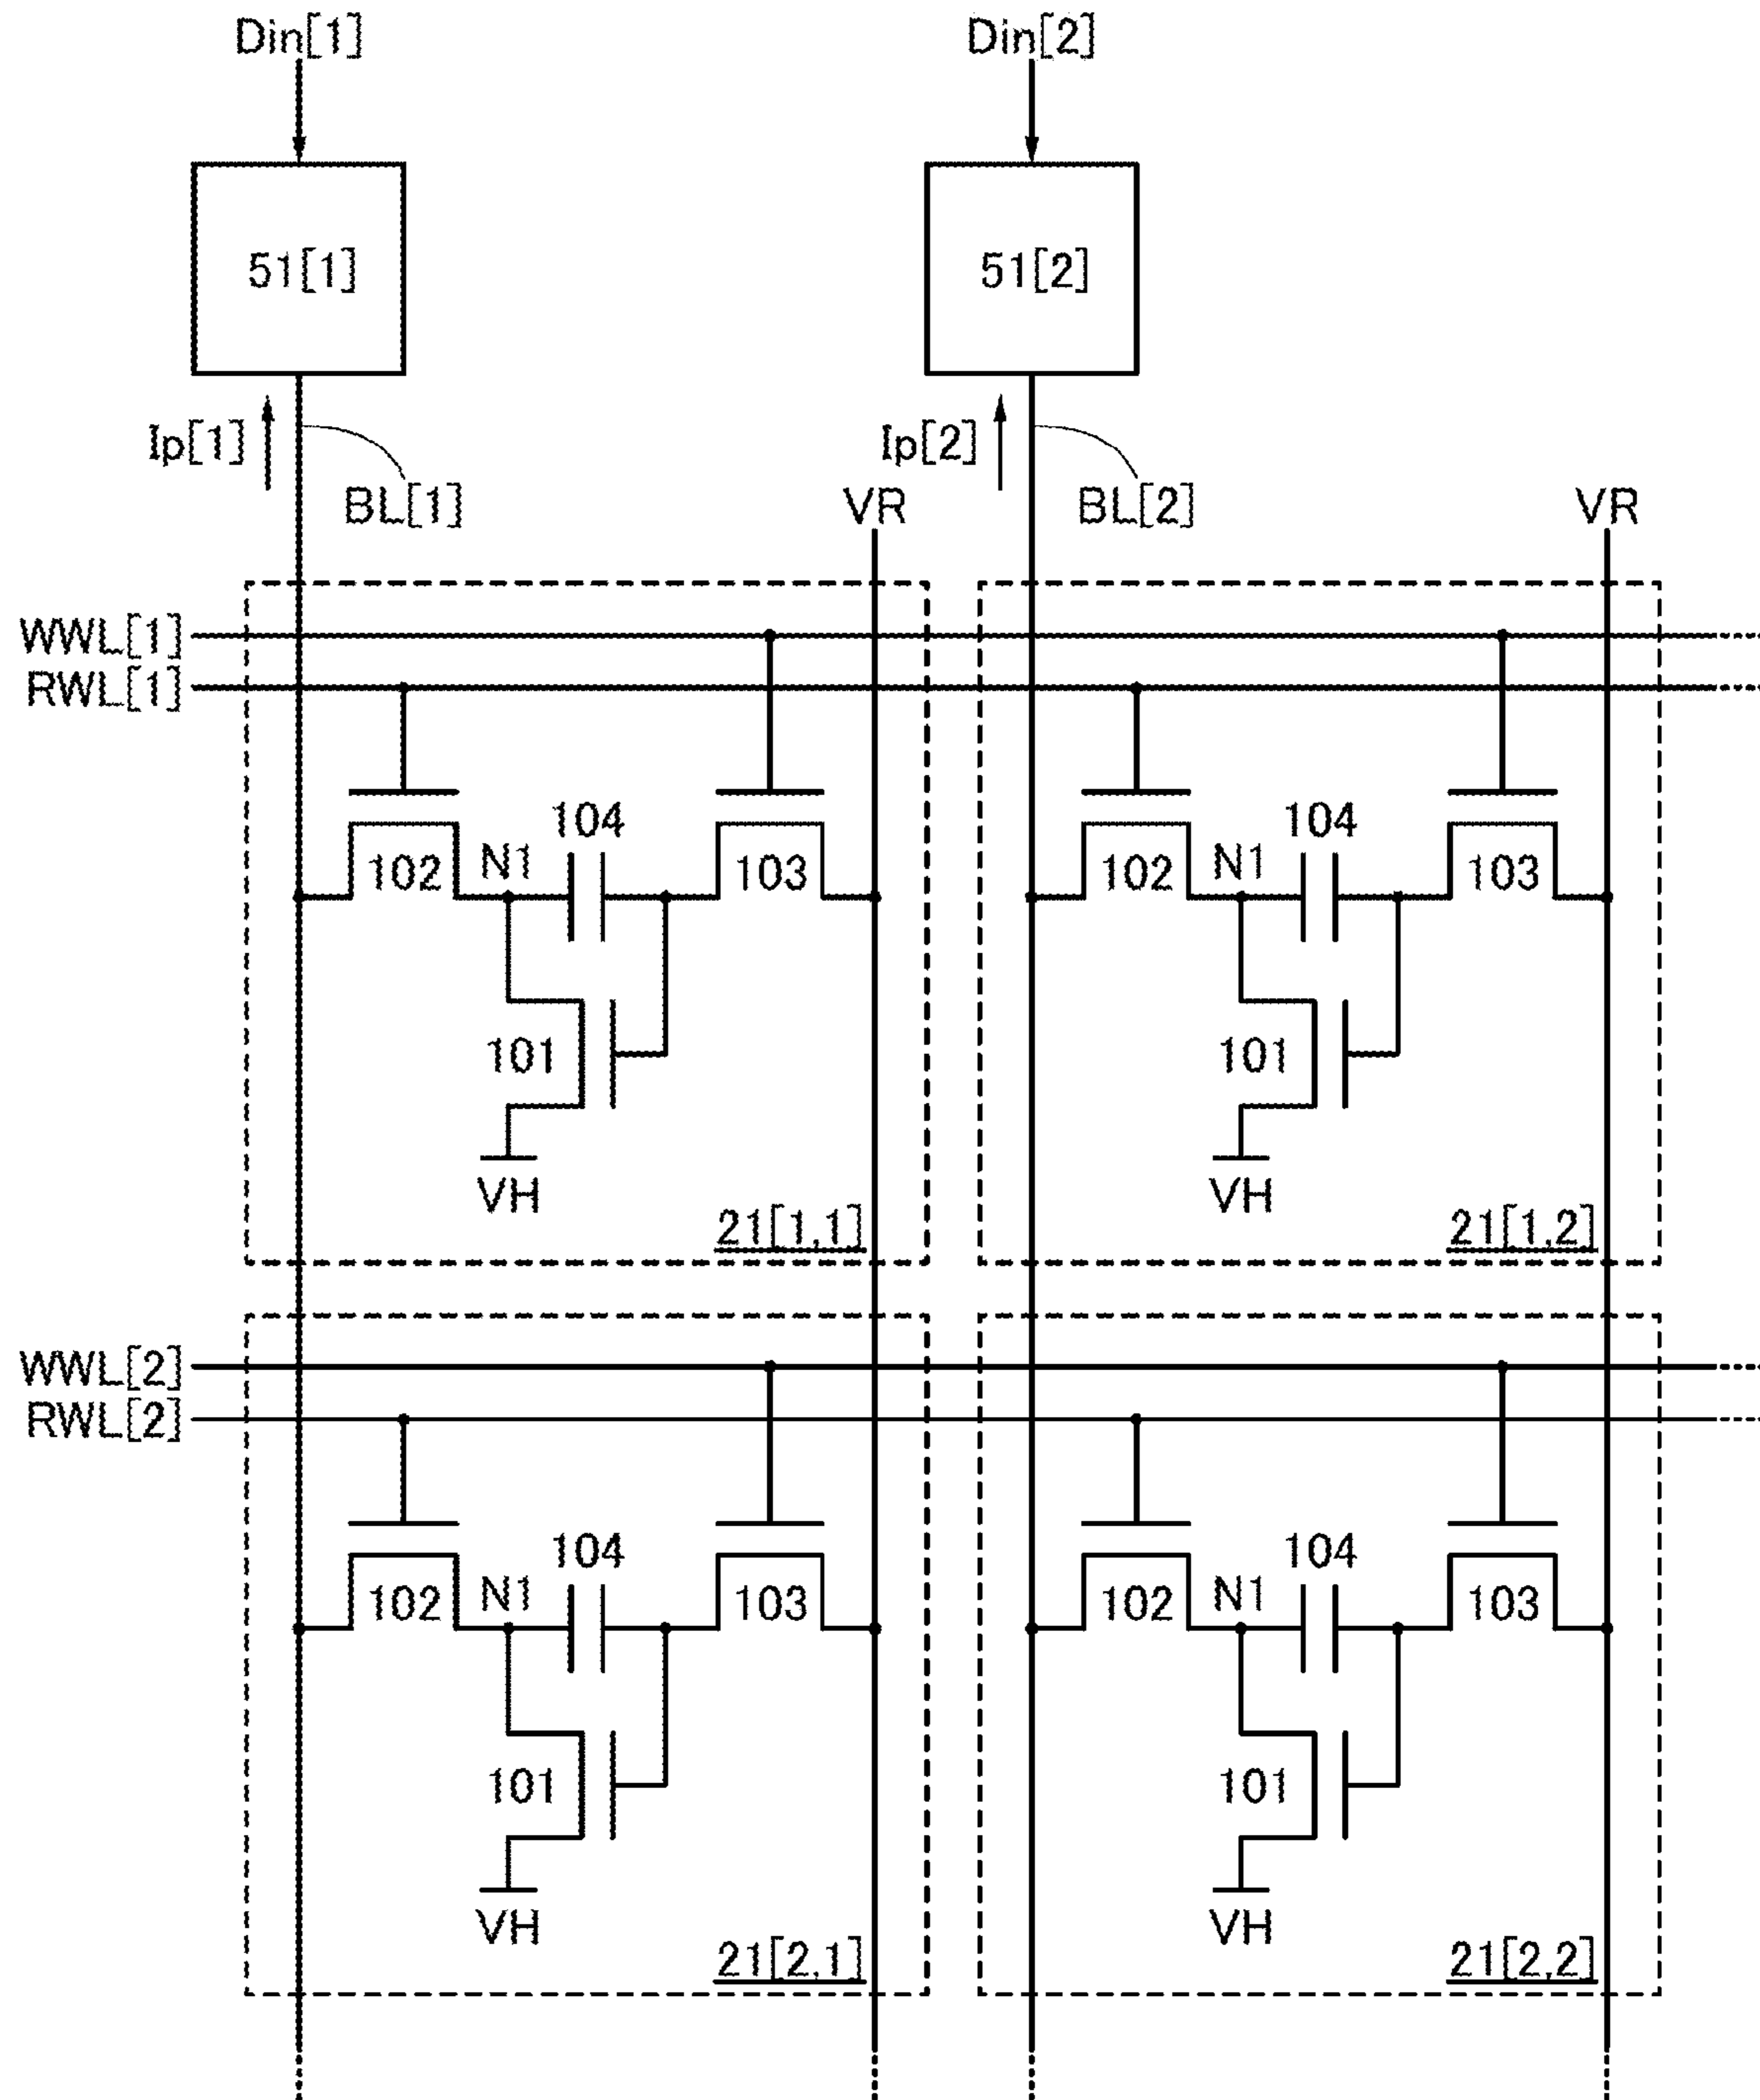 Din[1] Din[2]
51[1] 51[2]
Ip[1] Ip[2]
BL[1] VR BL[2] VR
WWL[1]
RWL[1]
104 104
102 N1 103 102 N1 103
101 101
VH VH
21[1,1] 21[1,2]
WWL[2]
RWL[2]
104 104
102 N1 103 102 N1 103
101 101
VH VH
21[2,1] 21[2,2]